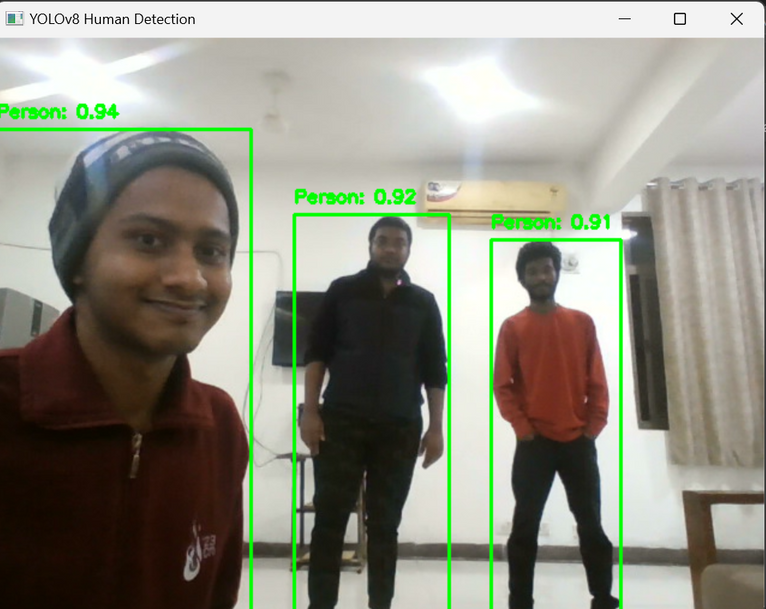 YOLOv8 Human Detection
Person: 0.94
Person: 0.92
Person: 0.91